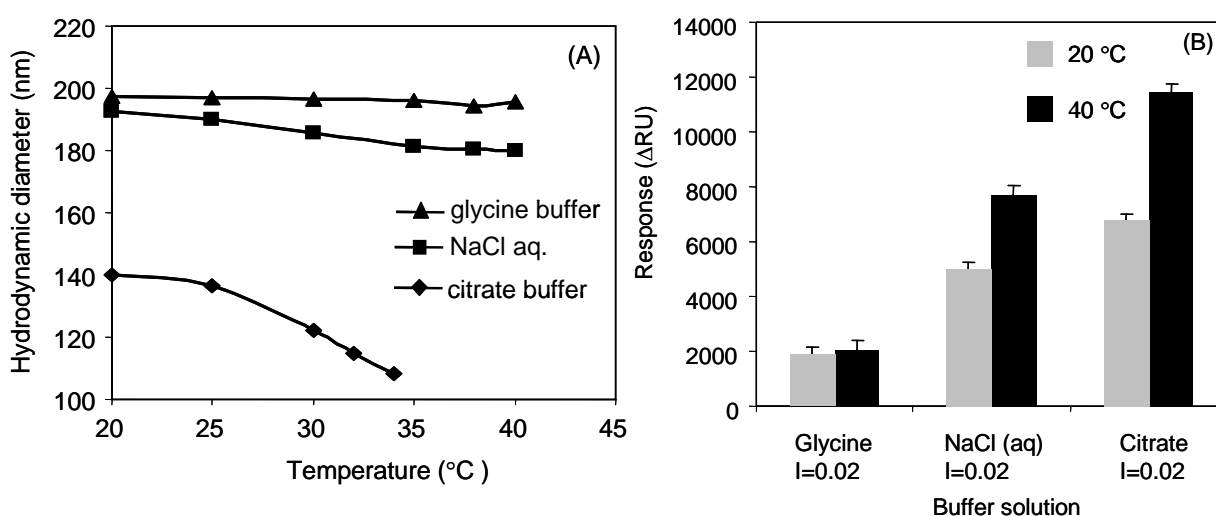 220
200
180
160
140
120
100
Hydrodynamic diameter (nm)
(A)
glycine buffer
NaCl aq.
citrate buffer
20 25 30 35 40 45
Temperature (°C )
14000
12000
10000
8000
6000
4000
2000
0
Response (ΔRU)
(B)
20 °C
40 °C
Glycine NaCl (aq) Citrate
I=0.02 I=0.02 I=0.02
Buffer solution